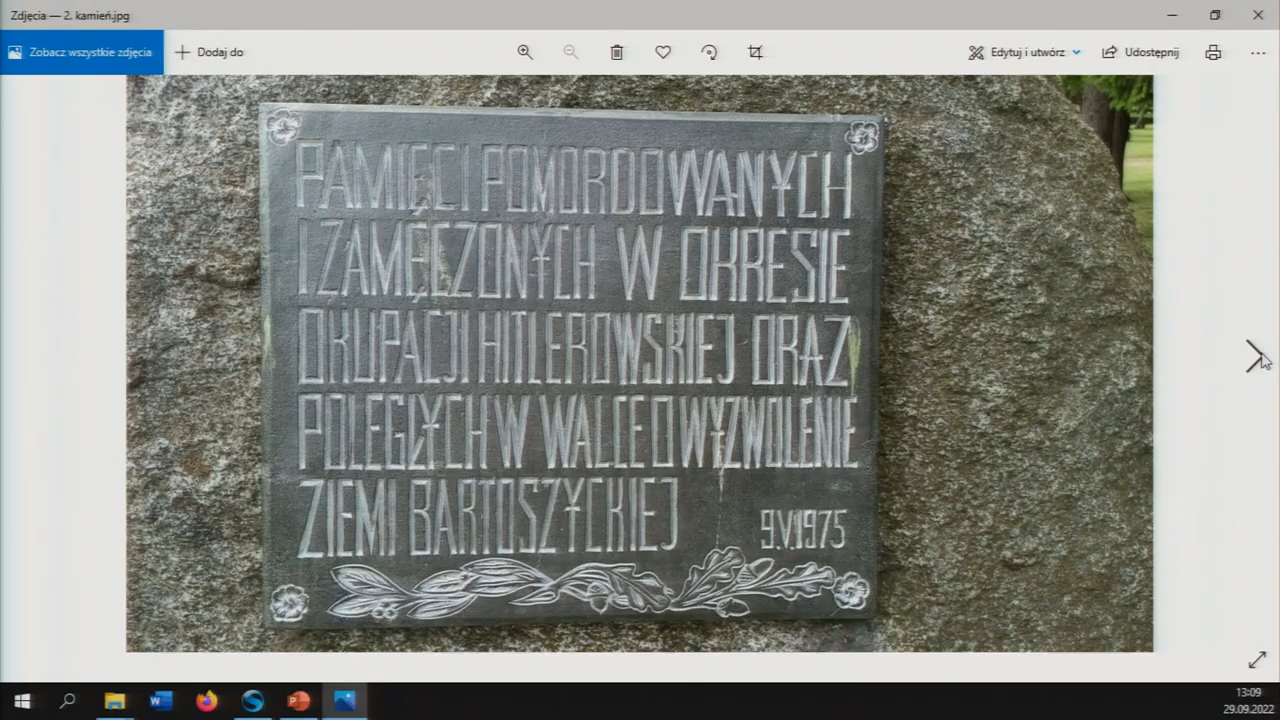 Zdjęcia — 2. kamień.jpg
Zobacz wszystkie zdjęcia
Dodaj do
Edytuj i utwórz
Udostępnij
PAMIĘCI POMORDOWANYCH
I ZAMĘCZONYCH W OKRESIE
OKUPACJI HITLEROWSKIEJ ORAZ
POLEGŁYCH W WALCE O WYZWOLENIE
ZIEMI BARTOSZYCKIEJ
9.V.1975
13:09
29.09.2022